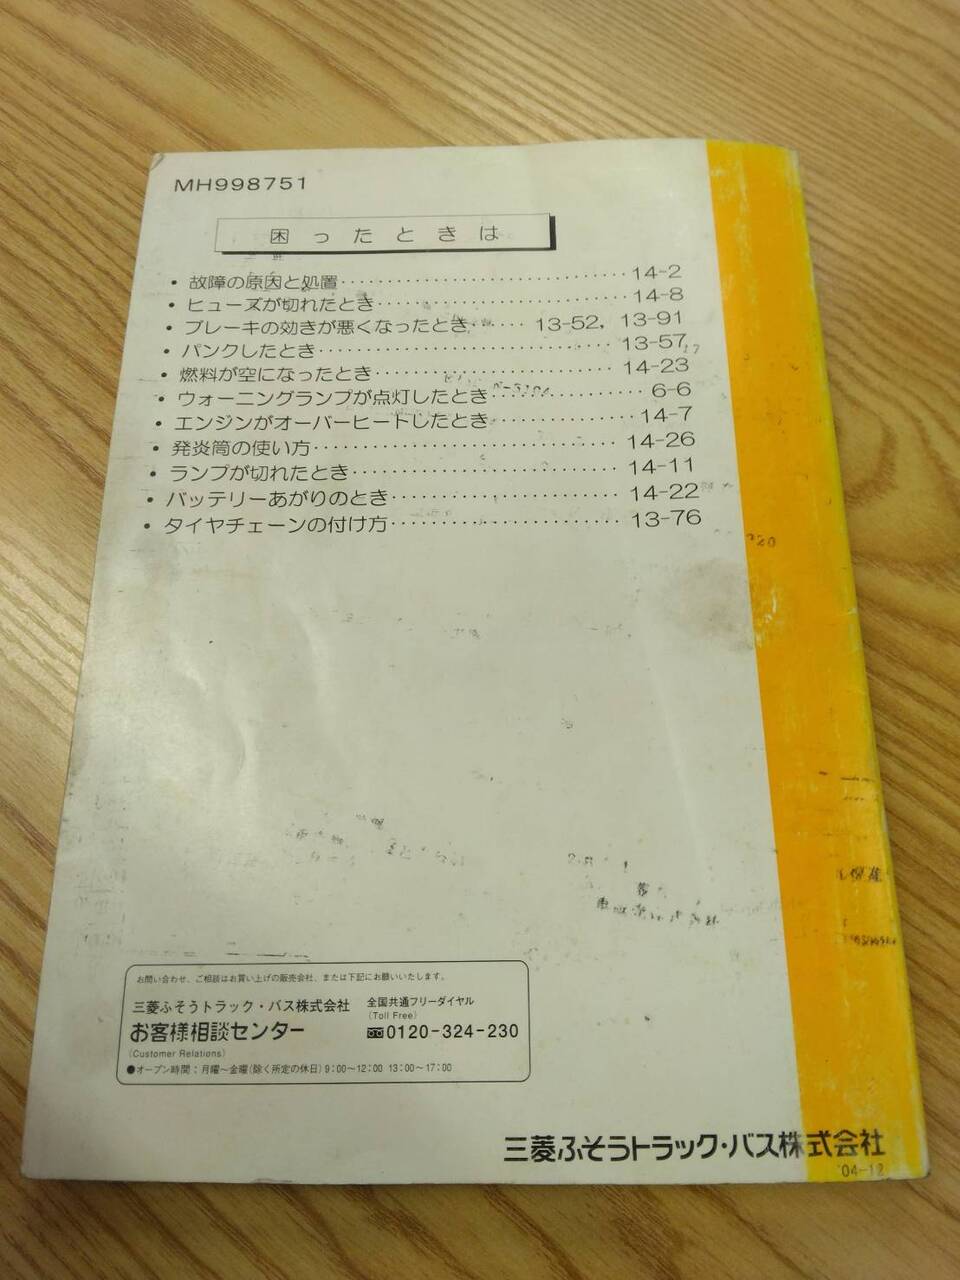 MH998751
困ったときは
• 故障の原因と処置‥‥‥‥‥‥‥‥‥‥14-2
• ヒューズが切れたとき‥‥‥‥‥‥‥‥‥14-8
• ブレーキの効きが悪くなったとき‥‥‥13-52, 13-91
• パンクしたとき‥‥‥‥‥‥‥‥‥‥13-57
• 燃料が空になったとき‥‥‥‥‥‥‥‥14-23
• ウォーニングランプが点灯したとき‥‥‥‥‥6-6
• エンジンがオーバーヒートしたとき‥‥‥‥‥14-7
• 発炎筒の使い方‥‥‥‥‥‥‥‥‥‥14-26
• ランプが切れたとき‥‥‥‥‥‥‥‥‥14-11
• バッテリーあがりのとき‥‥‥‥‥‥‥‥14-22
• タイヤチェーンの付け方‥‥‥‥‥‥‥‥13-76
お問い合わせ、ご相談はお買い上げの販売会社、または下記にお願いいたします。
三菱ふそうトラック・バス株式会社
お客様相談センター
(Customer Relations)
全国共通フリーダイヤル
(Toll Free)
0120-324-230
●オープン時間：月曜～金曜(除く所定の休日) 9：00～12：00 13：00～17：00
三菱ふそうトラック・バス株式会社
'04-12